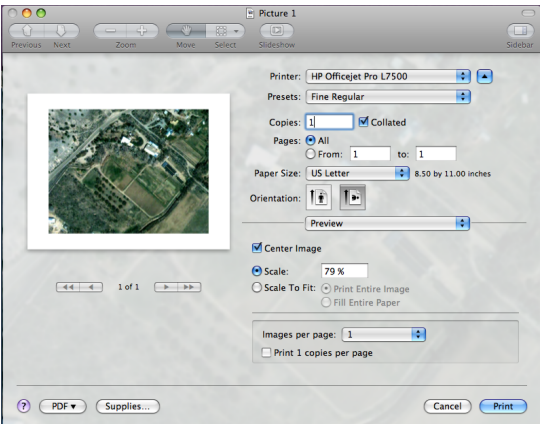 Picture 1
Previous Next Zoom Move Select Slideshow Sidebar
Printer: HP Officejet Pro L7500
Presets: Fine Regular
Copies: 1 Collated
Pages: All
From: 1 to: 1
Paper Size: US Letter 8.50 by 11.00 inches
Orientation:
Preview
Center Image
Scale: 79 %
Scale To Fit: Print Entire Image
Fill Entire Paper
1 of 1
Images per page: 1
Print 1 copies per page
? PDF Supplies... Cancel Print